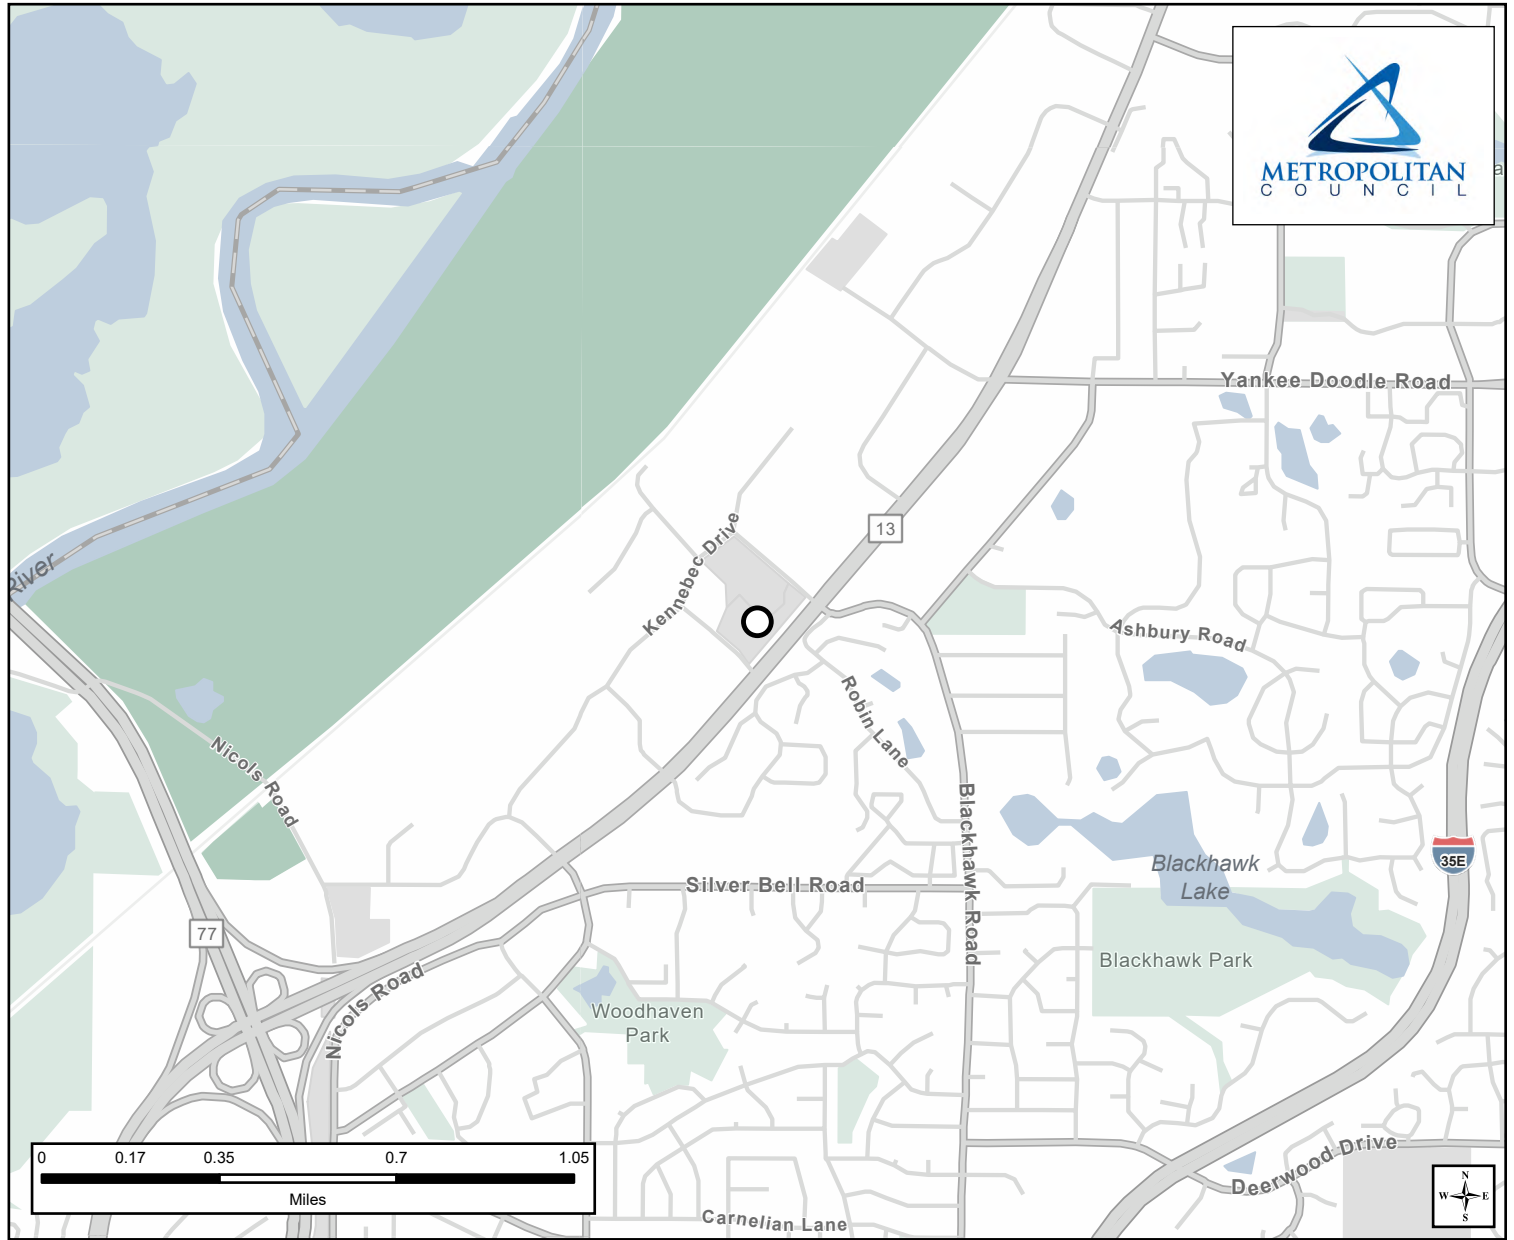 METROPOLITAN
COUNCIL
a
Yankee Doodle Road
13
Kennebec Drive
River
Ashbury Road
Robin Lane
Nicols Road
Blackhawk Road
35E
Blackhawk
Lake
Silver Bell Road
77
Blackhawk Park
Nicols Road
Woodhaven
Park
Deerwood Drive
0 0.17 0.35 0.7 1.05
Miles
N
W E
S
Carnelian Lane